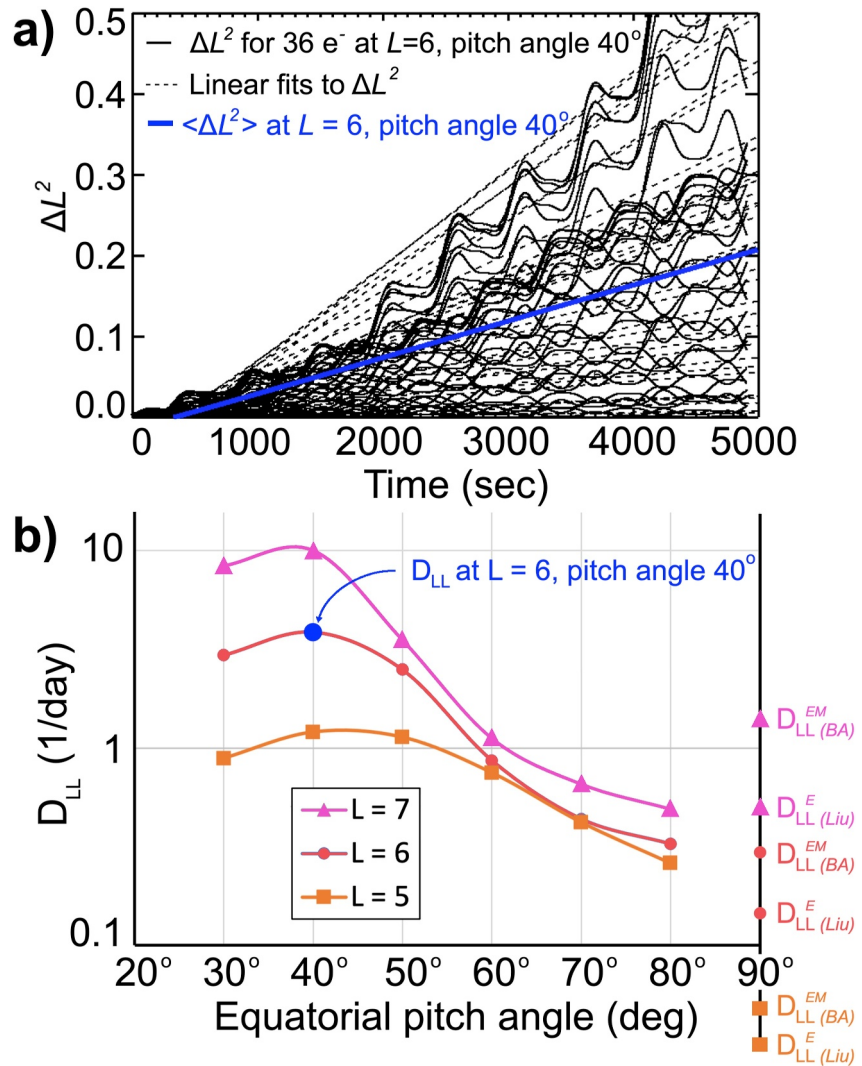 a)
ΔL²
0.5
0.4
0.3
0.2
0.1
0.0
— ΔL² for 36 e⁻ at L=6, pitch angle 40°
---- Linear fits to ΔL²
<ΔL²> at L = 6, pitch angle 40°
0 1000 2000 3000 4000 5000
Time (sec)
b)
D_LL (1/day)
10
1
0.1
D_LL at L = 6, pitch angle 40°
L = 7
L = 6
L = 5
D_LL^EM (BA)
D_LL^E (Liu)
D_LL^EM (BA)
D_LL^E (Liu)
20° 30° 40° 50° 60° 70° 80° 90°
Equatorial pitch angle (deg)
D_LL^EM (BA)
D_LL^E (Liu)